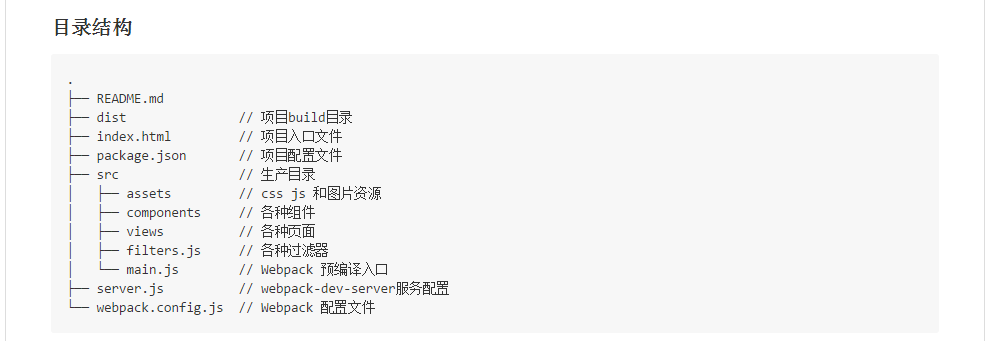 目录结构
.
├── README.md
├── dist               // 项目build目录
├── index.html         // 项目入口文件
├── package.json       // 项目配置文件
├── src                // 生产目录
│   ├── assets         // css js 和图片资源
│   ├── components     // 各种组件
│   ├── views          // 各种页面
│   ├── filters.js     // 各种过滤器
│   └── main.js        // Webpack 预编译入口
├── server.js          // webpack-dev-server服务配置
└── webpack.config.js  // Webpack 配置文件